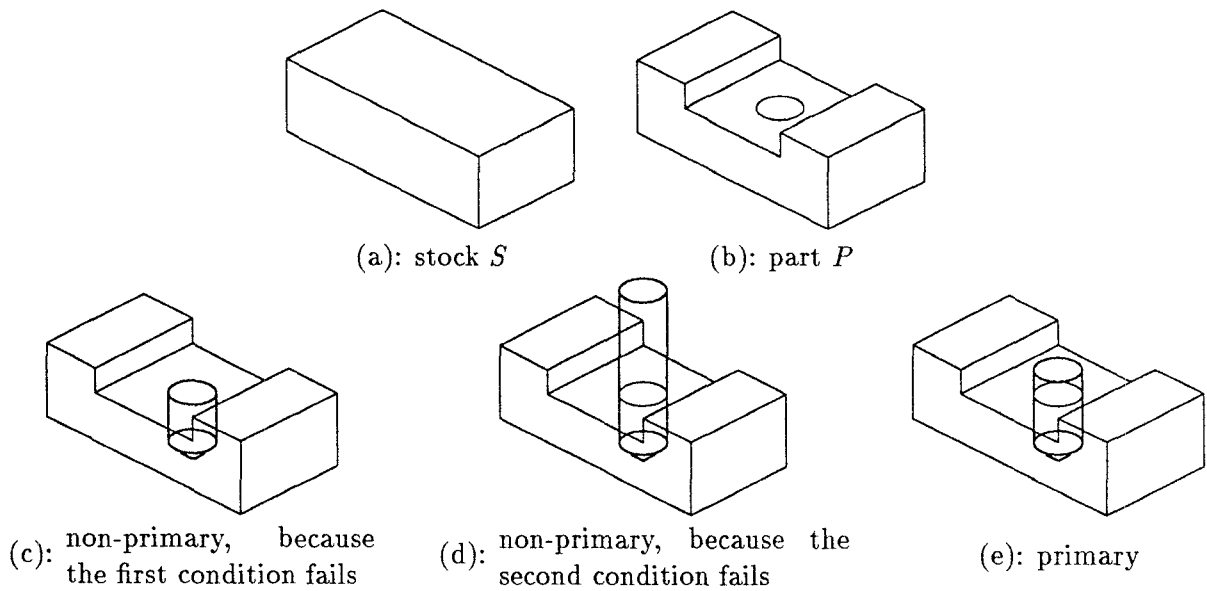 (a): stock S
(b): part P
(c): non-primary, because
the first condition fails
(d): non-primary, because the
second condition fails
(e): primary